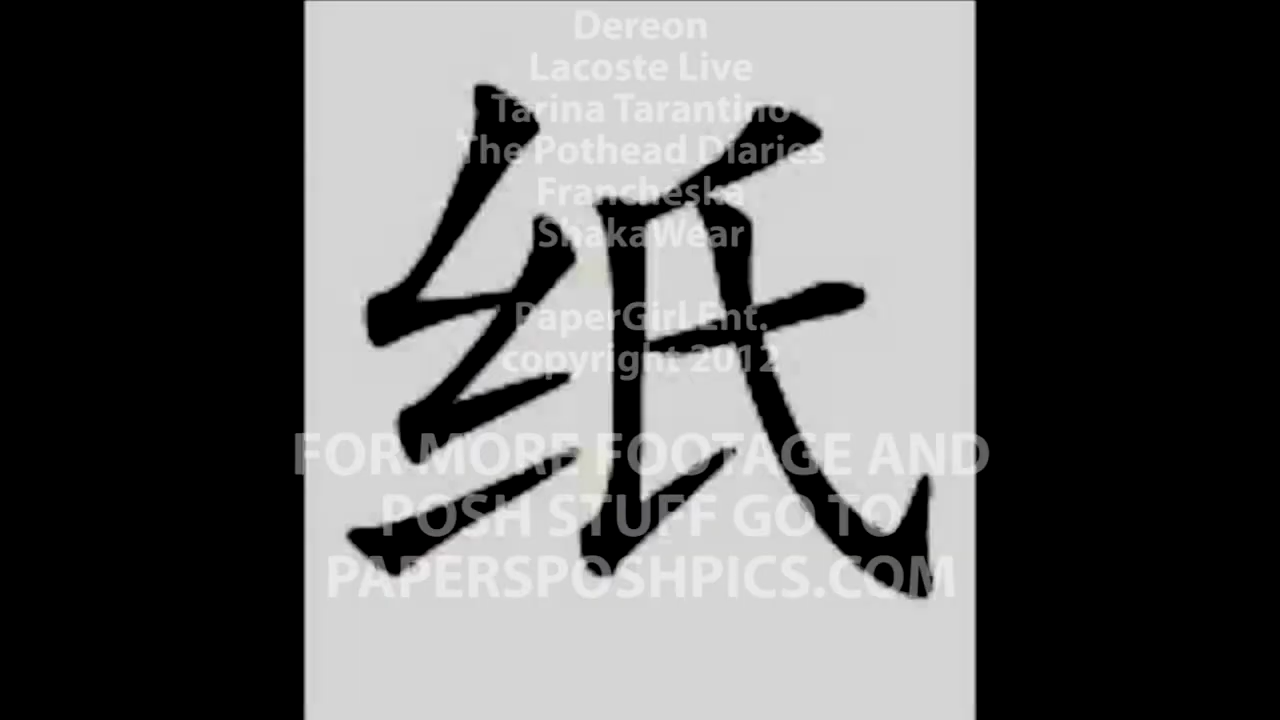 Dereon
Lacoste Live
Tarina Tarantino
The Pothead Diaries
Francheska
ShakaWear
纸
PaperGirl Ent.
copyright 2012
FOR MORE FOOTAGE AND
POSH STUFF GO TO
PAPERSPOSHPICS.COM